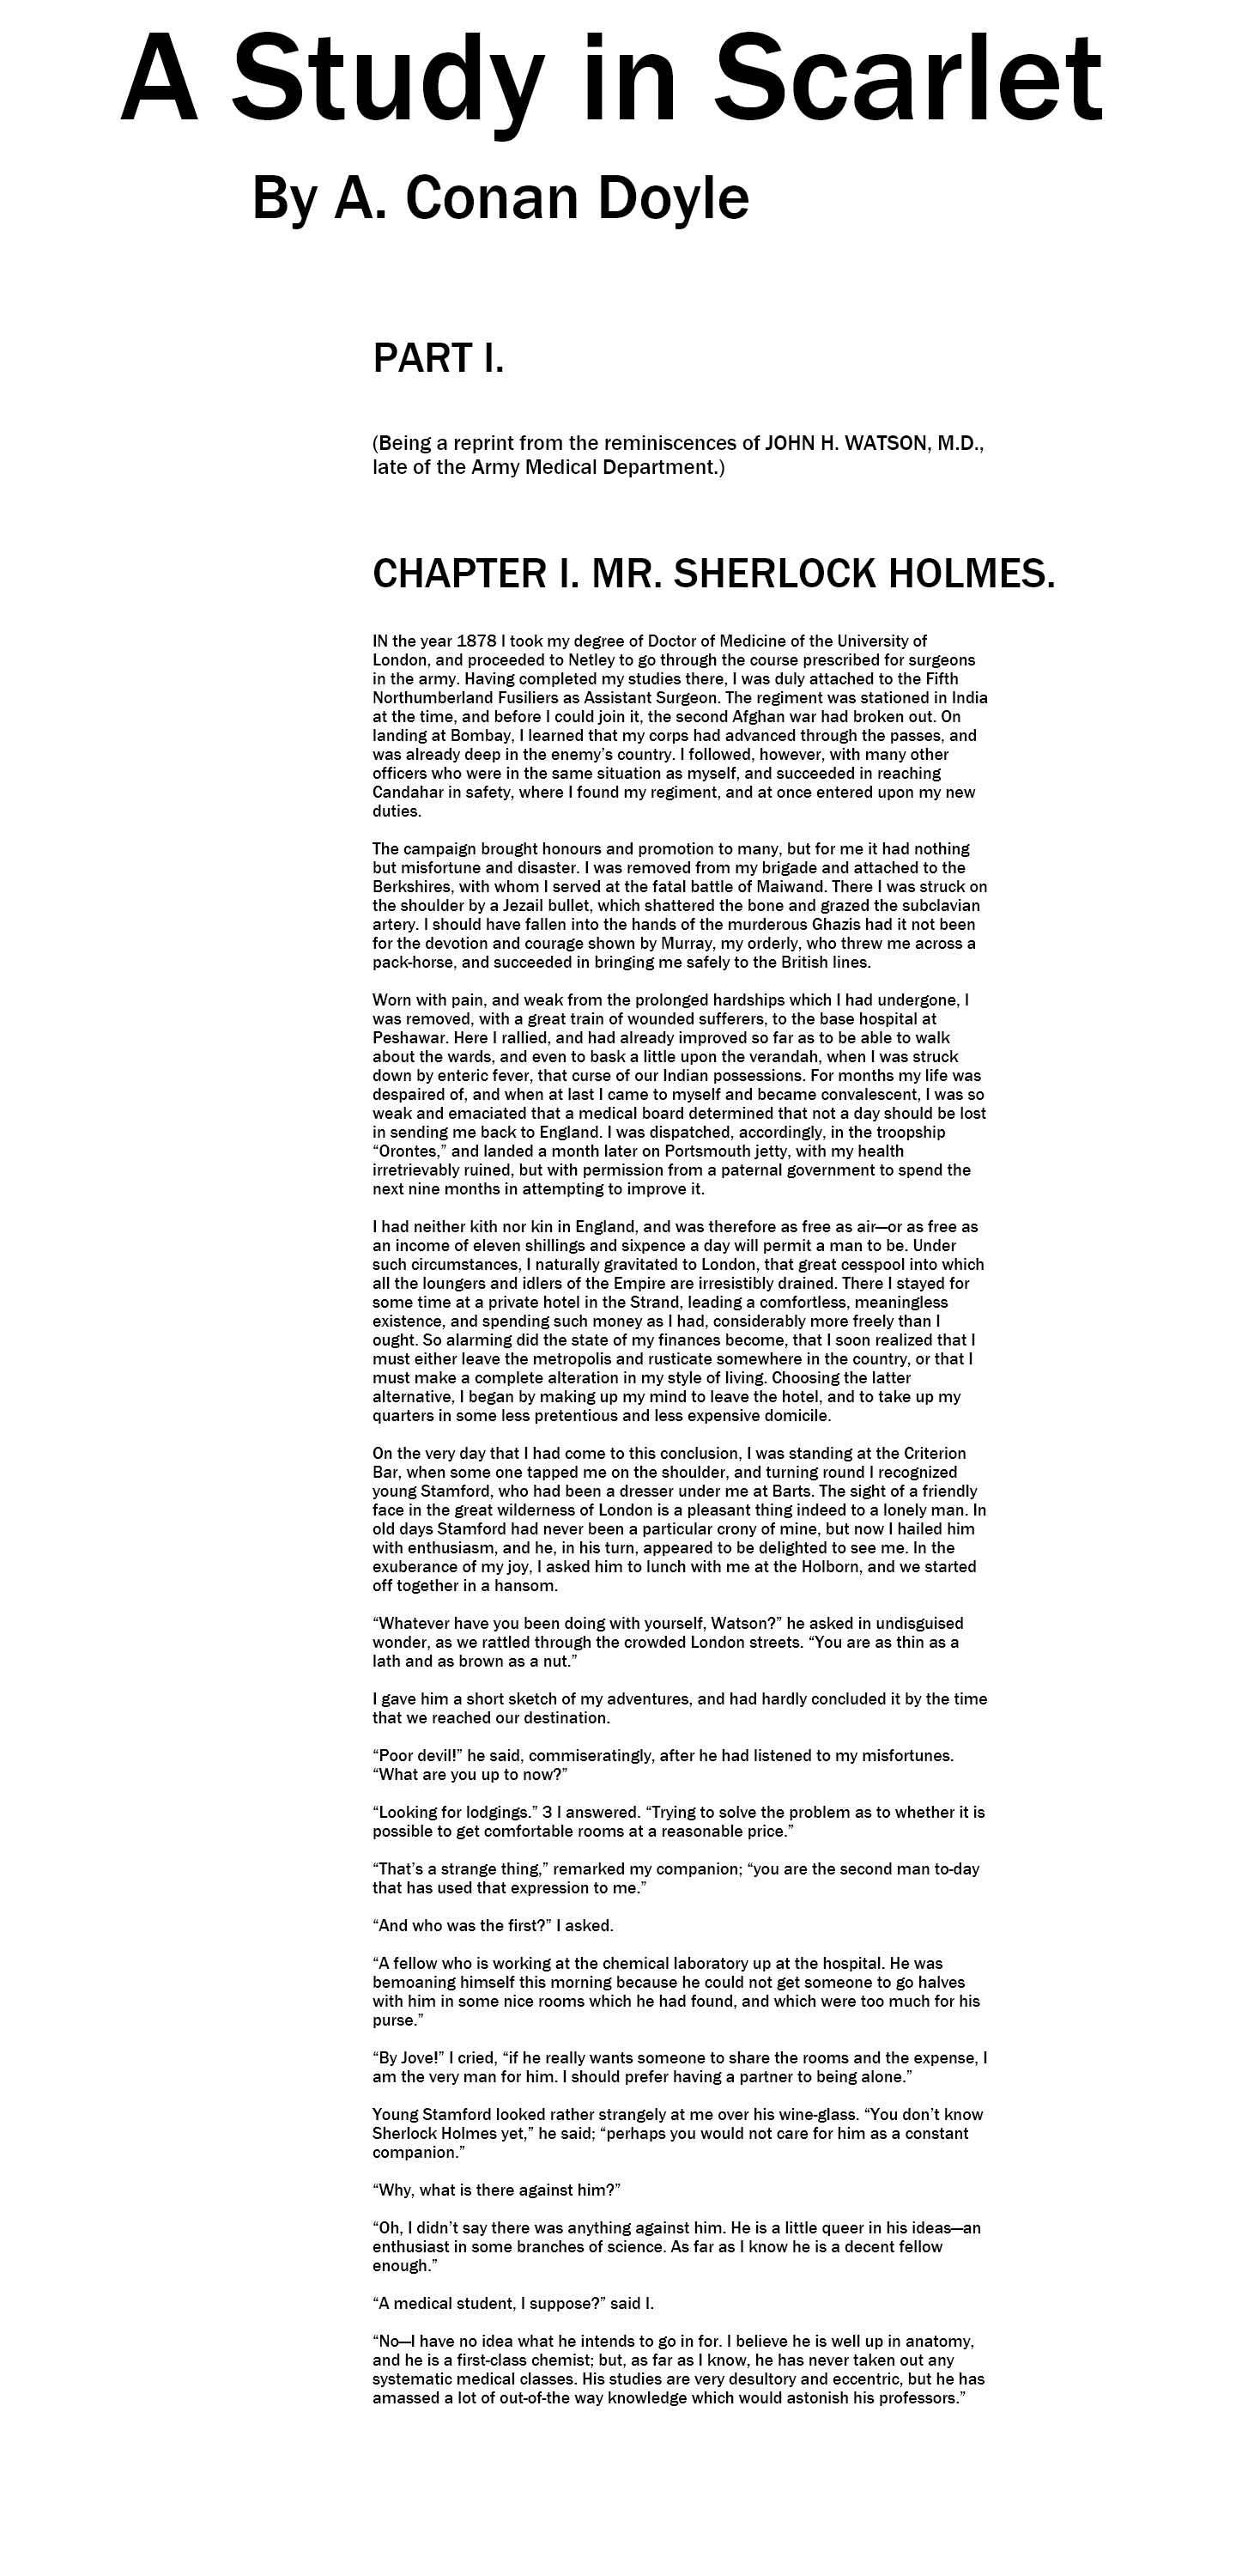 A Study in Scarlet
By A. Conan Doyle
PART I.
(Being a reprint from the reminiscences of JOHN H. WATSON, M.D.,
late of the Army Medical Department.)
CHAPTER I. MR. SHERLOCK HOLMES.
IN the year 1878 I took my degree of Doctor of Medicine of the University of
London, and proceeded to Netley to go through the course prescribed for surgeons
in the army. Having completed my studies there, I was duly attached to the Fifth
Northumberland Fusiliers as Assistant Surgeon. The regiment was stationed in India
at the time, and before I could join it, the second Afghan war had broken out. On
landing at Bombay, I learned that my corps had advanced through the passes, and
was already deep in the enemy’s country. I followed, however, with many other
officers who were in the same situation as myself, and succeeded in reaching
Candahar in safety, where I found my regiment, and at once entered upon my new
duties.
The campaign brought honours and promotion to many, but for me it had nothing
but misfortune and disaster. I was removed from my brigade and attached to the
Berkshires, with whom I served at the fatal battle of Maiwand. There I was struck on
the shoulder by a Jezail bullet, which shattered the bone and grazed the subclavian
artery. I should have fallen into the hands of the murderous Ghazis had it not been
for the devotion and courage shown by Murray, my orderly, who threw me across a
pack-horse, and succeeded in bringing me safely to the British lines.
Worn with pain, and weak from the prolonged hardships which I had undergone, I
was removed, with a great train of wounded sufferers, to the base hospital at
Peshawar. Here I rallied, and had already improved so far as to be able to walk
about the wards, and even to bask a little upon the verandah, when I was struck
down by enteric fever, that curse of our Indian possessions. For months my life was
despaired of, and when at last I came to myself and became convalescent, I was so
weak and emaciated that a medical board determined that not a day should be lost
in sending me back to England. I was dispatched, accordingly, in the troopship
“Orontes,” and landed a month later on Portsmouth jetty, with my health
irretrievably ruined, but with permission from a paternal government to spend the
next nine months in attempting to improve it.
I had neither kith nor kin in England, and was therefore as free as air—or as free as
an income of eleven shillings and sixpence a day will permit a man to be. Under
such circumstances, I naturally gravitated to London, that great cesspool into which
all the loungers and idlers of the Empire are irresistibly drained. There I stayed for
some time at a private hotel in the Strand, leading a comfortless, meaningless
existence, and spending such money as I had, considerably more freely than I
ought. So alarming did the state of my finances become, that I soon realized that I
must either leave the metropolis and rusticate somewhere in the country, or that I
must make a complete alteration in my style of living. Choosing the latter
alternative, I began by making up my mind to leave the hotel, and to take up my
quarters in some less pretentious and less expensive domicile.
On the very day that I had come to this conclusion, I was standing at the Criterion
Bar, when some one tapped me on the shoulder, and turning round I recognized
young Stamford, who had been a dresser under me at Barts. The sight of a friendly
face in the great wilderness of London is a pleasant thing indeed to a lonely man. In
old days Stamford had never been a particular crony of mine, but now I hailed him
with enthusiasm, and he, in his turn, appeared to be delighted to see me. In the
exuberance of my joy, I asked him to lunch with me at the Holborn, and we started
off together in a hansom.
“Whatever have you been doing with yourself, Watson?” he asked in undisguised
wonder, as we rattled through the crowded London streets. “You are as thin as a
lath and as brown as a nut.”
I gave him a short sketch of my adventures, and had hardly concluded it by the time
that we reached our destination.
“Poor devil!” he said, commiseratingly, after he had listened to my misfortunes.
“What are you up to now?”
“Looking for lodgings.” 3 I answered. “Trying to solve the problem as to whether it is
possible to get comfortable rooms at a reasonable price.”
“That’s a strange thing,” remarked my companion; “you are the second man to-day
that has used that expression to me.”
“And who was the first?” I asked.
“A fellow who is working at the chemical laboratory up at the hospital. He was
bemoaning himself this morning because he could not get someone to go halves
with him in some nice rooms which he had found, and which were too much for his
purse.”
“By Jove!” I cried, “if he really wants someone to share the rooms and the expense, I
am the very man for him. I should prefer having a partner to being alone.”
Young Stamford looked rather strangely at me over his wine-glass. “You don’t know
Sherlock Holmes yet,” he said; “perhaps you would not care for him as a constant
companion.”
“Why, what is there against him?”
“Oh, I didn’t say there was anything against him. He is a little queer in his ideas—an
enthusiast in some branches of science. As far as I know he is a decent fellow
enough.”
“A medical student, I suppose?” said I.
“No—I have no idea what he intends to go in for. I believe he is well up in anatomy,
and he is a first-class chemist; but, as far as I know, he has never taken out any
systematic medical classes. His studies are very desultory and eccentric, but he has
amassed a lot of out-of-the way knowledge which would astonish his professors.”